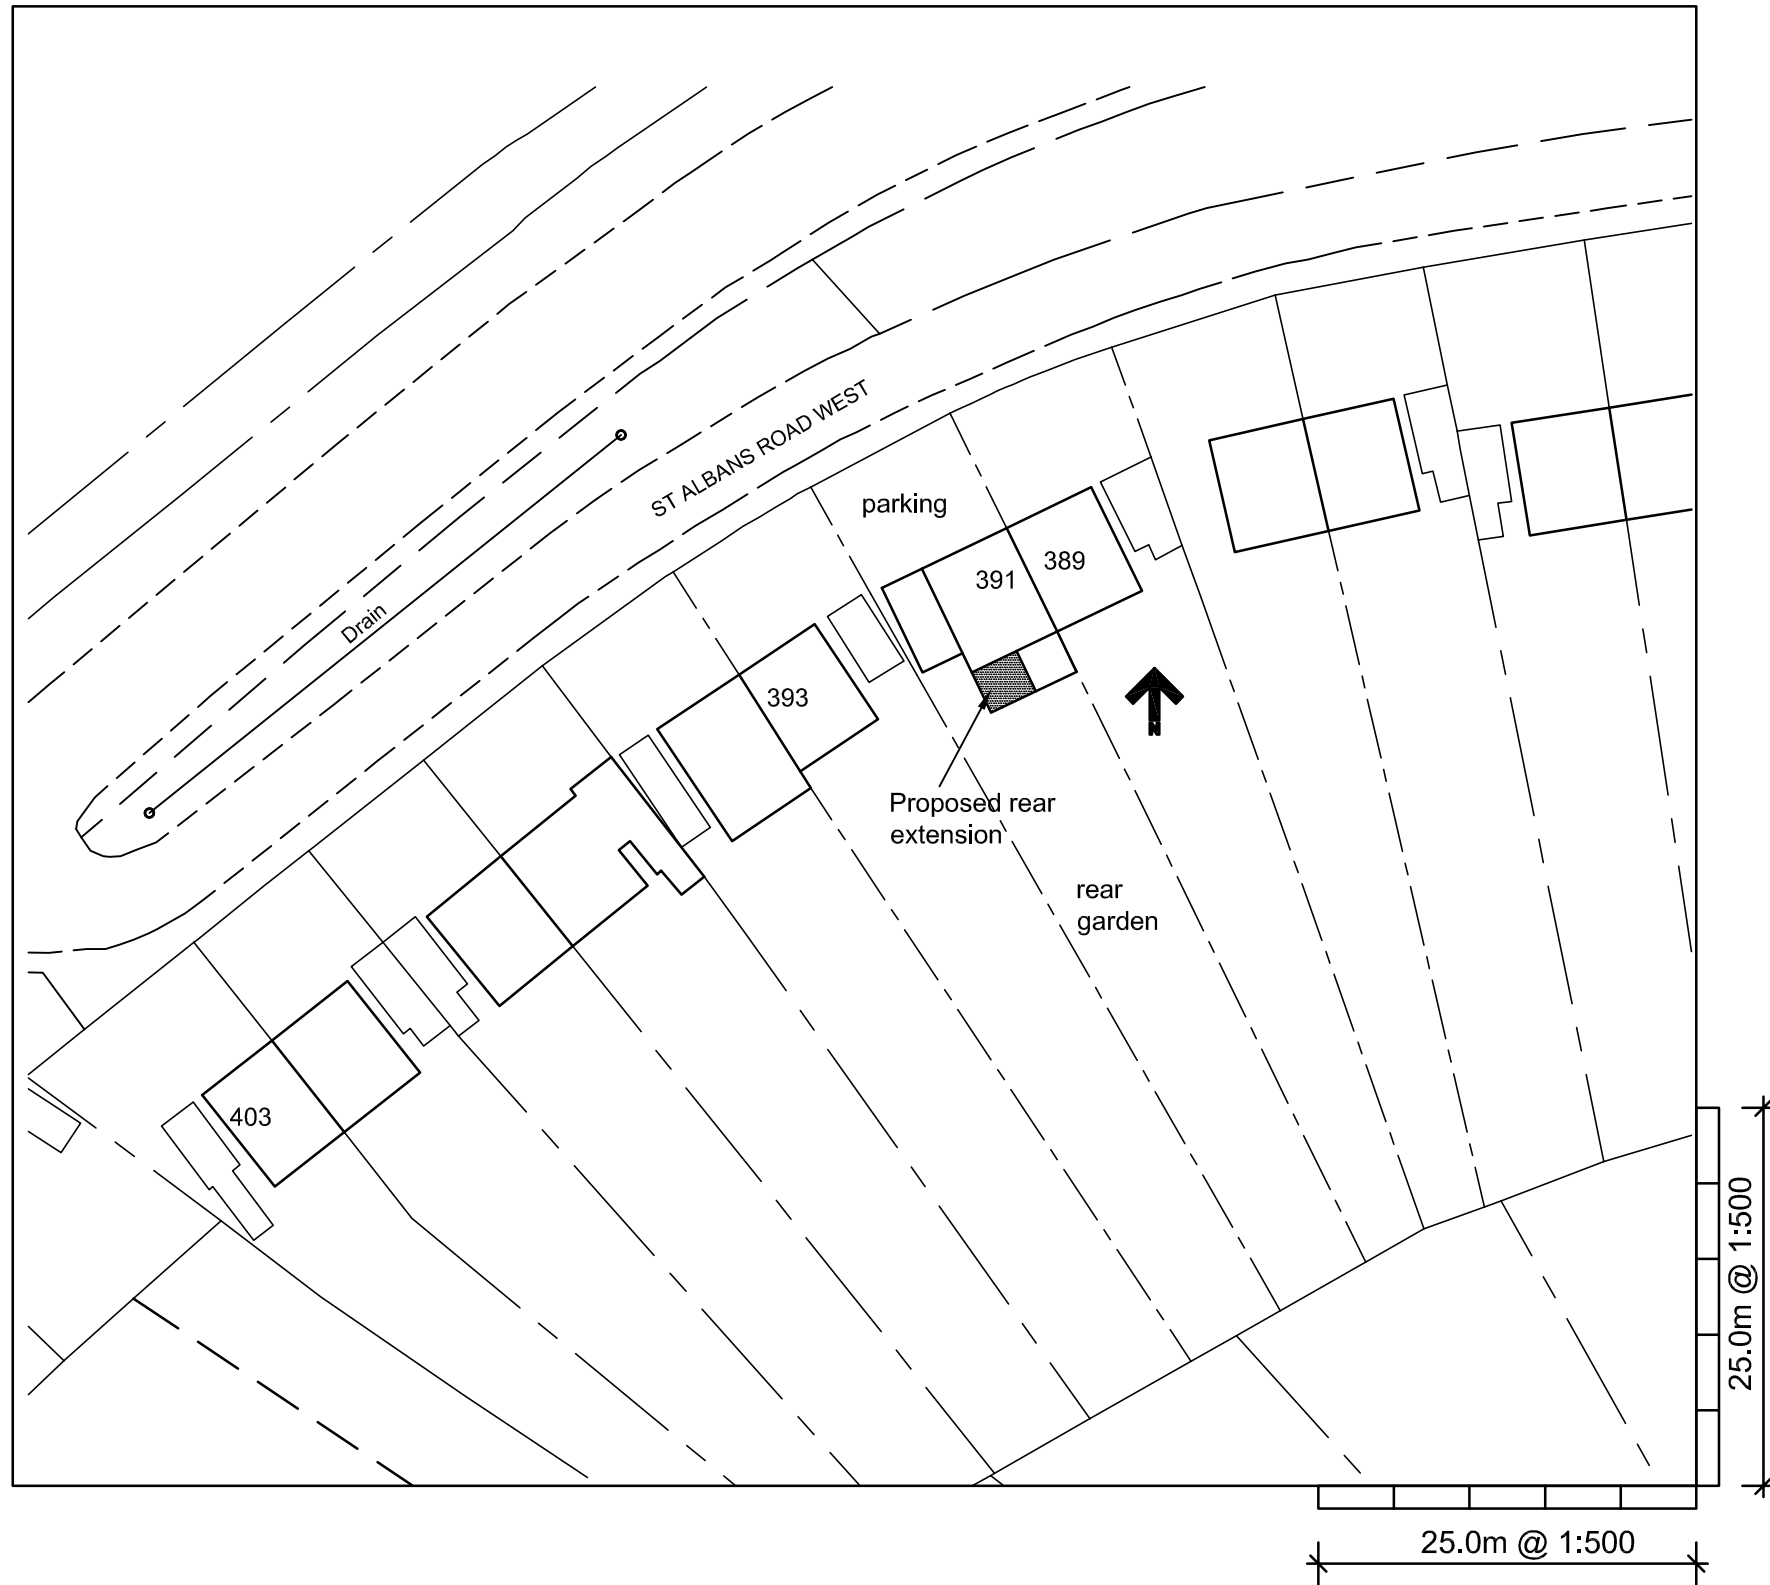 ST ALBANS ROAD WEST
parking
389
391
Drain
393
N
Proposed rear
extension
rear
garden
403
25.0m @ 1:500
25.0m @ 1:500